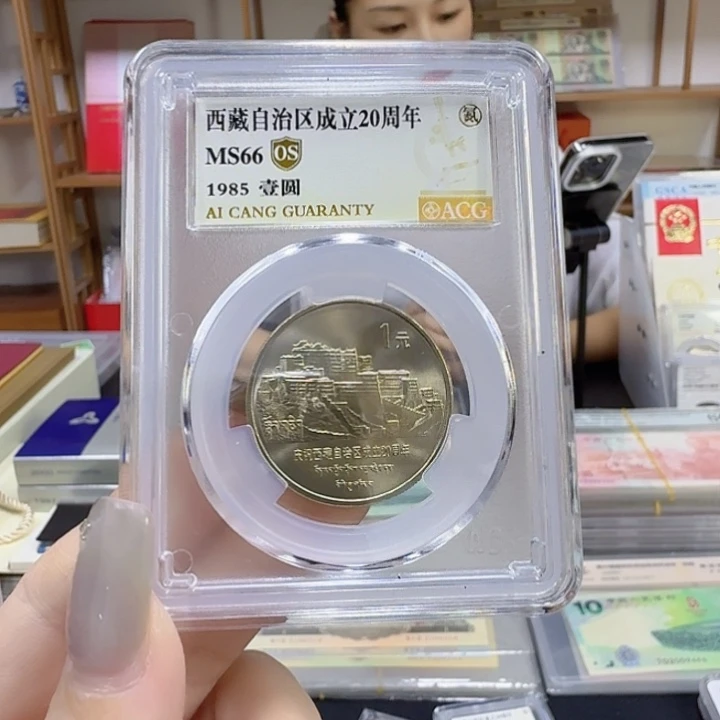 西藏自治区成立20周年
MS66 OS
1985 壹圆
AI CANG GUARANTY
ACG
1元
庆祝西藏自治区成立20周年
10